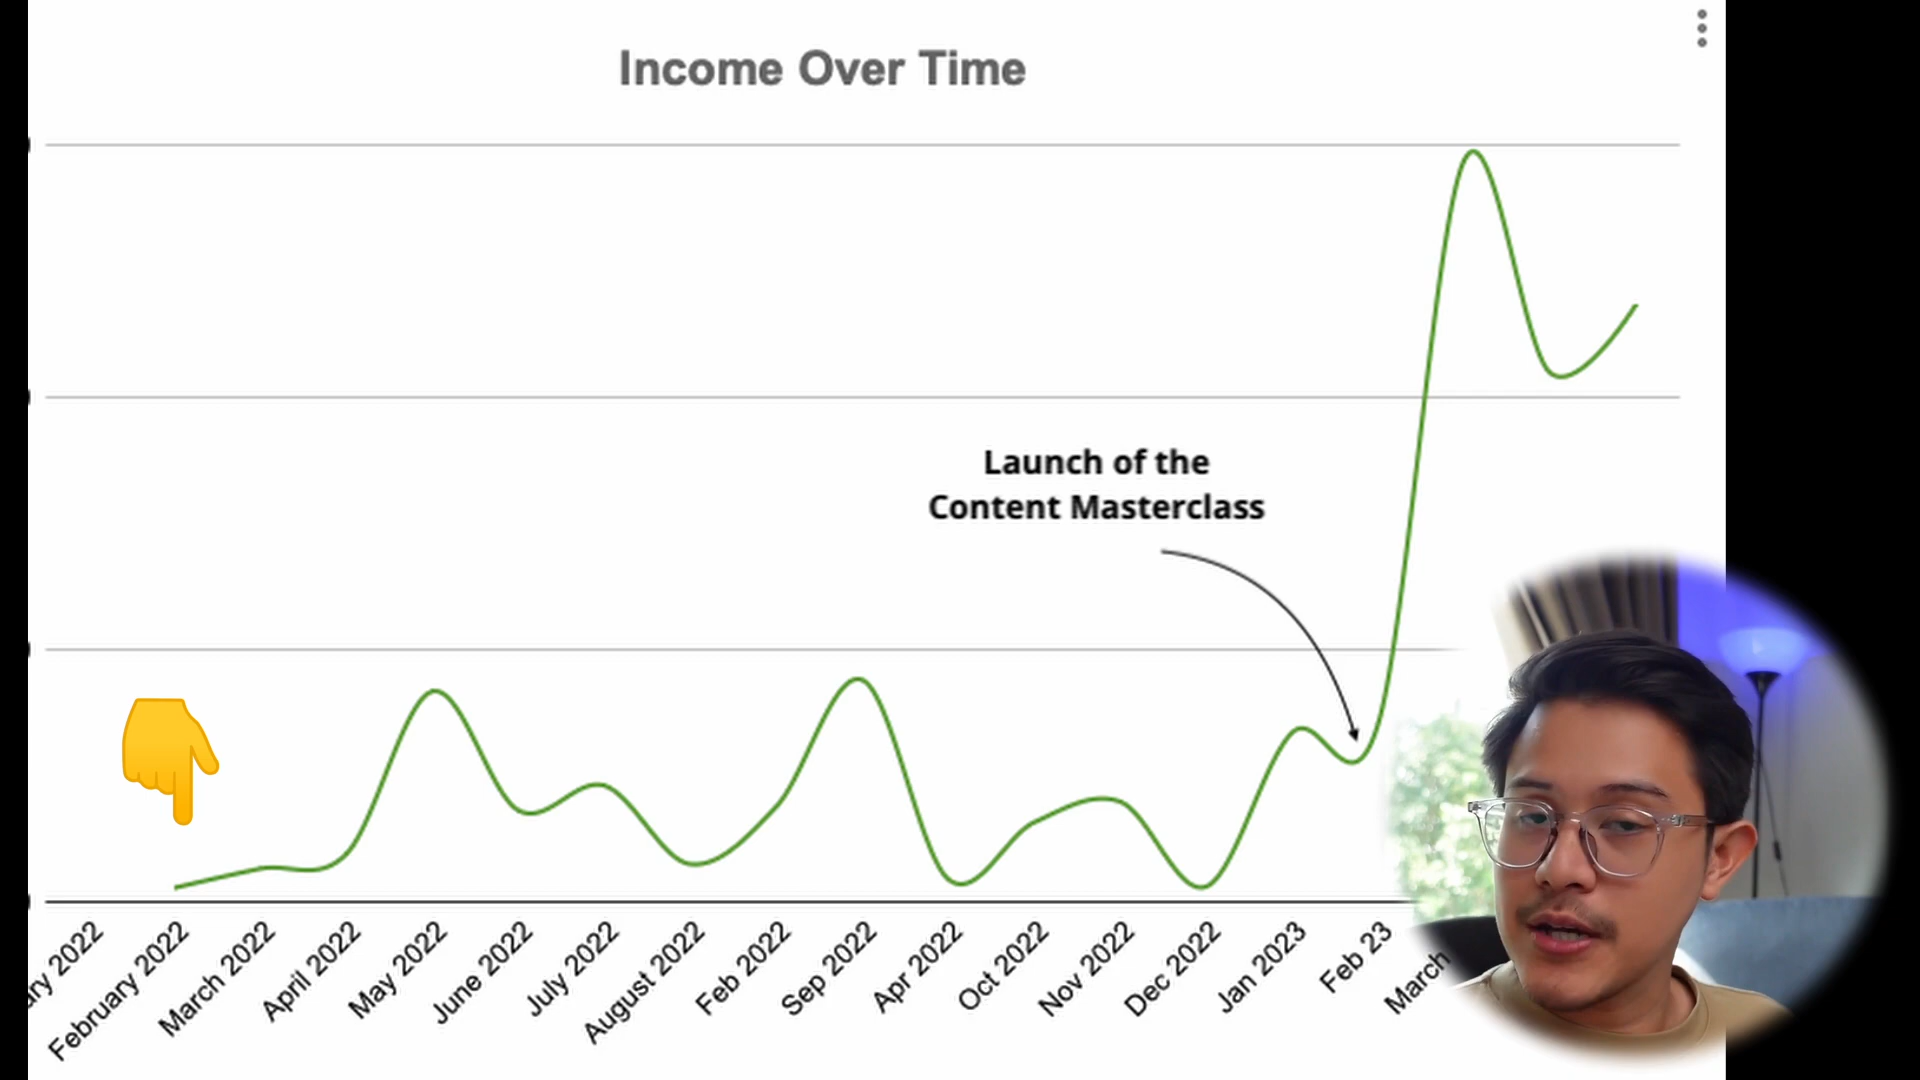 Income Over Time
Launch of the
Content Masterclass
February 2022
March 2022
April 2022
May 2022
June 2022
July 2022
August 2022
Feb 2022
Sep 2022
Apr 2022
Oct 2022
Nov 2022
Dec 2022
Jan 2023
Feb 23
March